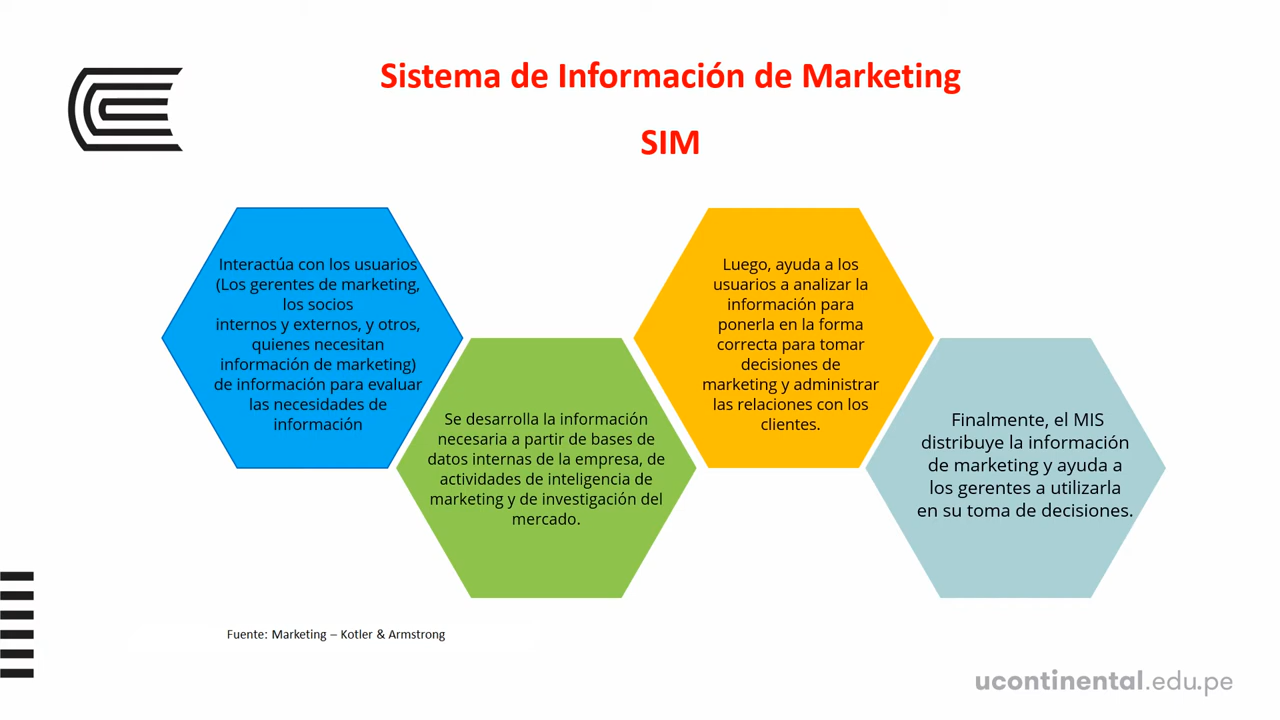 Sistema de Información de Marketing
SIM
Interactúa con los usuarios
(Los gerentes de marketing,
los socios
internos y externos, y otros,
quienes necesitan
información de marketing)
de información para evaluar
las necesidades de
información
Se desarrolla la información
necesaria a partir de bases de
datos internas de la empresa, de
actividades de inteligencia de
marketing y de investigación del
mercado.
Luego, ayuda a los
usuarios a analizar la
información para
ponerla en la forma
correcta para tomar
decisiones de
marketing y administrar
las relaciones con los
clientes.
Finalmente, el MIS
distribuye la información
de marketing y ayuda a
los gerentes a utilizarla
en su toma de decisiones.
Fuente: Marketing – Kotler & Armstrong
ucontinental.edu.pe